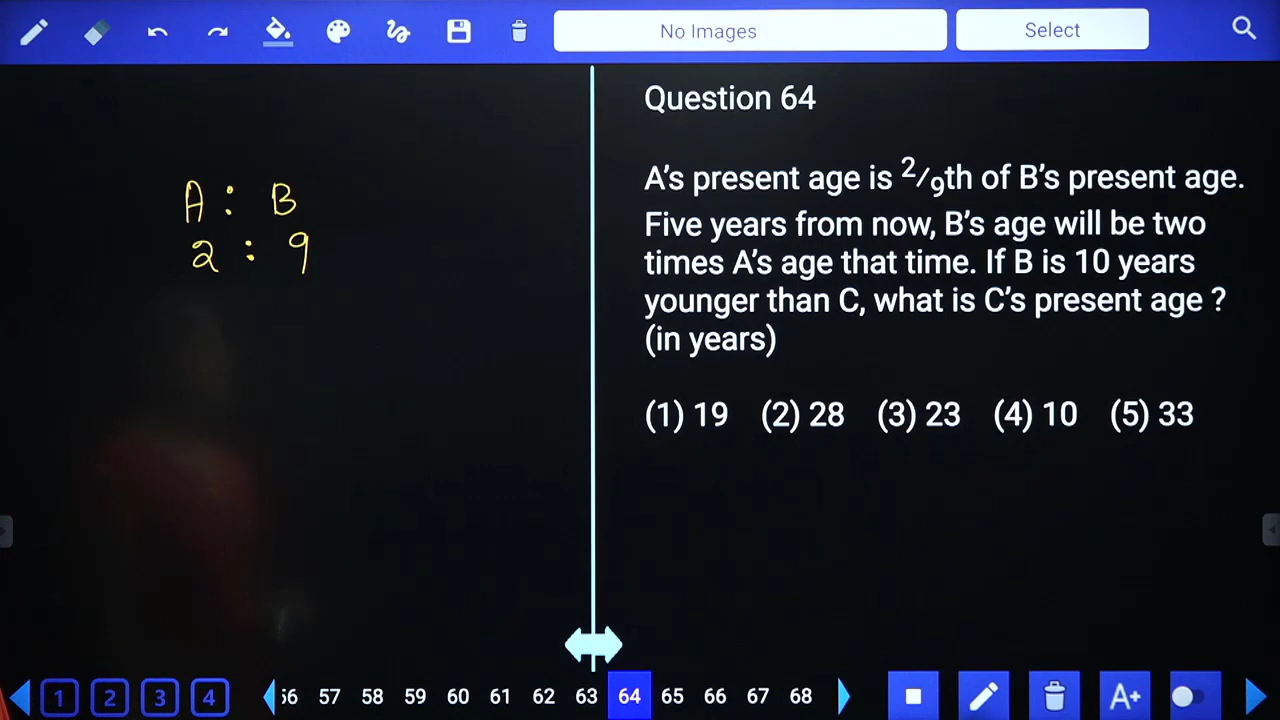 No Images
Select
Question 64
A's present age is 2/9th of B's present age.
Five years from now, B's age will be two
times A's age that time. If B is 10 years
younger than C, what is C's present age ?
(in years)
(1) 19 (2) 28 (3) 23 (4) 10 (5) 33
A : B
2 : 9
1 2 3 4
56 57 58 59 60 61 62 63 64 65 66 67 68
A+